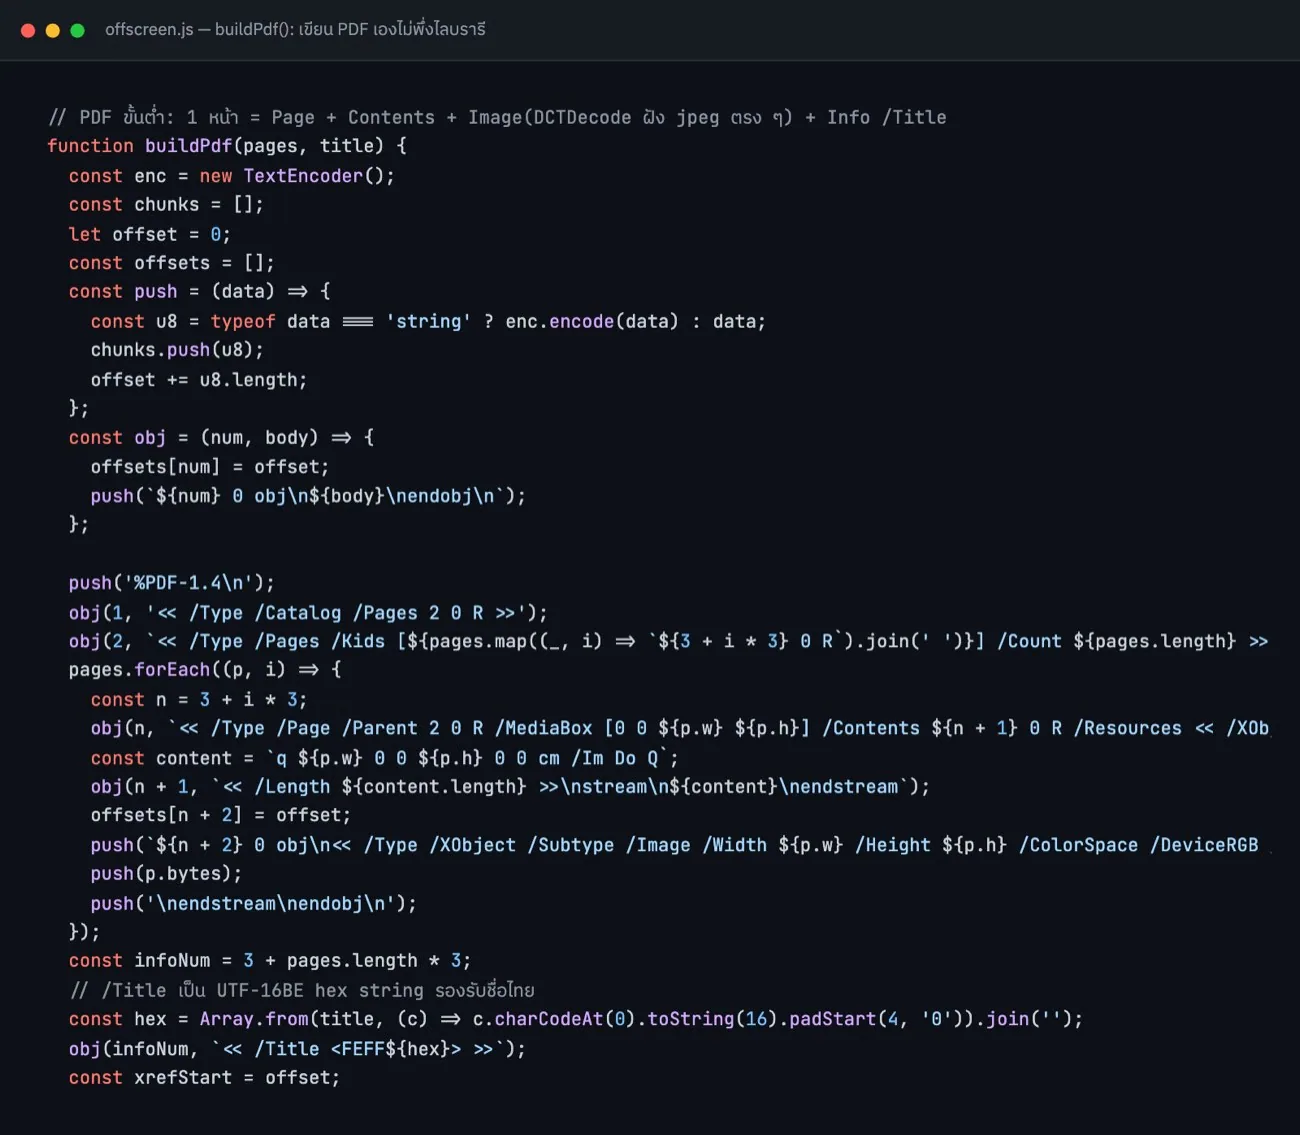 offscreen.js — buildPdf(): เขียน PDF เองไม่พึ่งไลบรารี
// PDF ขั้นต่ำ: 1 หน้า = Page + Contents + Image(DCTDecode ฝัง jpeg ตรง ๆ) + Info /Title
function buildPdf(pages, title) {
  const enc = new TextEncoder();
  const chunks = [];
  let offset = 0;
  const offsets = [];
  const push = (data) => {
    const u8 = typeof data === 'string' ? enc.encode(data) : data;
    chunks.push(u8);
    offset += u8.length;
  };
  const obj = (num, body) => {
    offsets[num] = offset;
    push(`${num} 0 obj\n${body}\nendobj\n`);
  };
  push('%PDF-1.4\n');
  obj(1, '<< /Type /Catalog /Pages 2 0 R >>');
  obj(2, `<< /Type /Pages /Kids [${pages.map((_, i) => `${3 + i * 3} 0 R`).join(' ')}] /Count ${pages.length} >>
  pages.forEach((p, i) => {
    const n = 3 + i * 3;
    obj(n, `<< /Type /Page /Parent 2 0 R /MediaBox [0 0 ${p.w} ${p.h}] /Contents ${n + 1} 0 R /Resources << /XOb
    const content = `q ${p.w} 0 0 ${p.h} 0 0 cm /Im Do Q`;
    obj(n + 1, `<< /Length ${content.length} >>\nstream\n${content}\nendstream`);
    offsets[n + 2] = offset;
    push(`${n + 2} 0 obj\n<< /Type /XObject /Subtype /Image /Width ${p.w} /Height ${p.h} /ColorSpace /DeviceRGB
    push(p.bytes);
    push('\nendstream\nendobj\n');
  });
  const infoNum = 3 + pages.length * 3;
  // /Title เป็น UTF-16BE hex string รองรับชื่อไทย
  const hex = Array.from(title, (c) => c.charCodeAt(0).toString(16).padStart(4, '0')).join('');
  obj(infoNum, `<< /Title <FEFF${hex}> >>`);
  const xrefStart = offset;